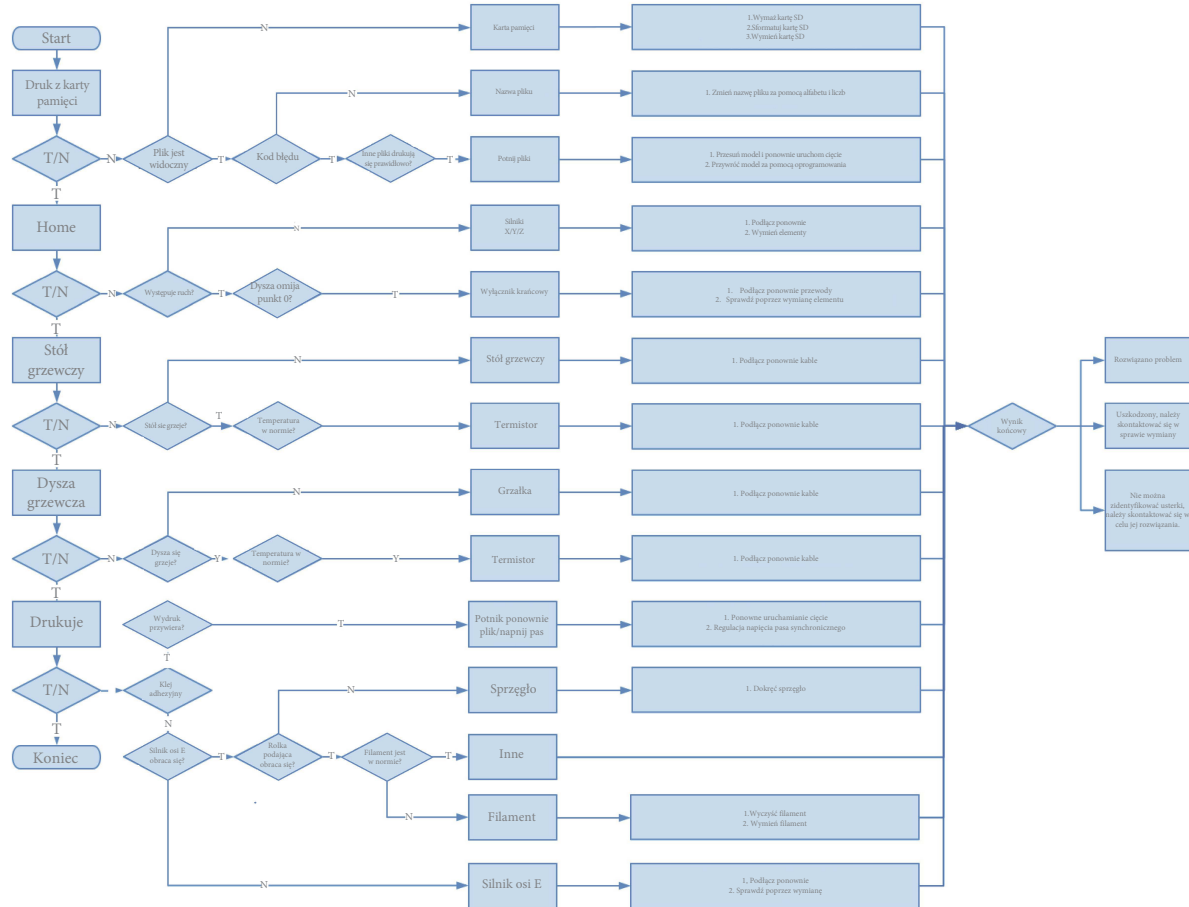 Start
Druk z karty
pamięci
T/N
N
Plik jest
widoczny
N
T
Kod błędu
N
T
Inne pliki drukują
się prawidłowo?
T
Karta pamięci
1.Wymaż kartę SD
2.Sformatuj kartę SD
3.Wymień kartę SD
Nazwa pliku
1. Zmień nazwę pliku za pomocą alfabetu i liczb
Potnij pliki
1. Przesuń model i ponownie uruchom cięcie
2. Przywróć model za pomocą oprogramowania
T
Home
T/N
N
Występuje ruch?
N
T
Dysza omija
punkt 0?
T
Silniki
X/Y/Z
1. Podłącz ponownie
2. Wymień elementy
Wyłącznik krańcowy
1. Podłącz ponownie przewody
2. Sprawdź poprzez wymianę elementu
T
Stół
grzewczy
T/N
N
Stół sie grzeje?
N
T
Temperatura
w normie?
Stół grzewczy
1. Podłącz ponownie kable
Termistor
1. Podłącz ponownie kable
T
Dysza
grzewcza
T/N
N
Dysza się
grzeje?
N
Y
Temperatura w
normie?
Y
Grzałka
1. Podłącz ponownie kable
Termistor
1. Podłącz ponownie kable
T
Drukuje
T/N
Wydruk
przywiera?
T
T
Klej
adhezyjny
N
Potnik ponownie
plik/napnij pas
1. Ponowne uruchamianie cięcie
2. Regulacja napięcia pasa synchronicznego
T
Koniec
Silnik osi E
obraca się?
T
Rolka
podająca
obraca się?
N
T
Filament jest
w normie?
T
N
N
Sprzęgło
1. Dokręć sprzęgło
Inne
Filament
1.Wyczyść filament
2. Wymień filament
Silnik osi E
1, Podłącz ponownie
2. Sprawdź poprzez wymianę
Wynik
końcowy
Rozwiązano problem
Uszkodzony, należy
skontaktować się w
sprawie wymiany
Nie można
zidentyfikować usterki,
należy skontaktować się w
celu jej rozwiązania.